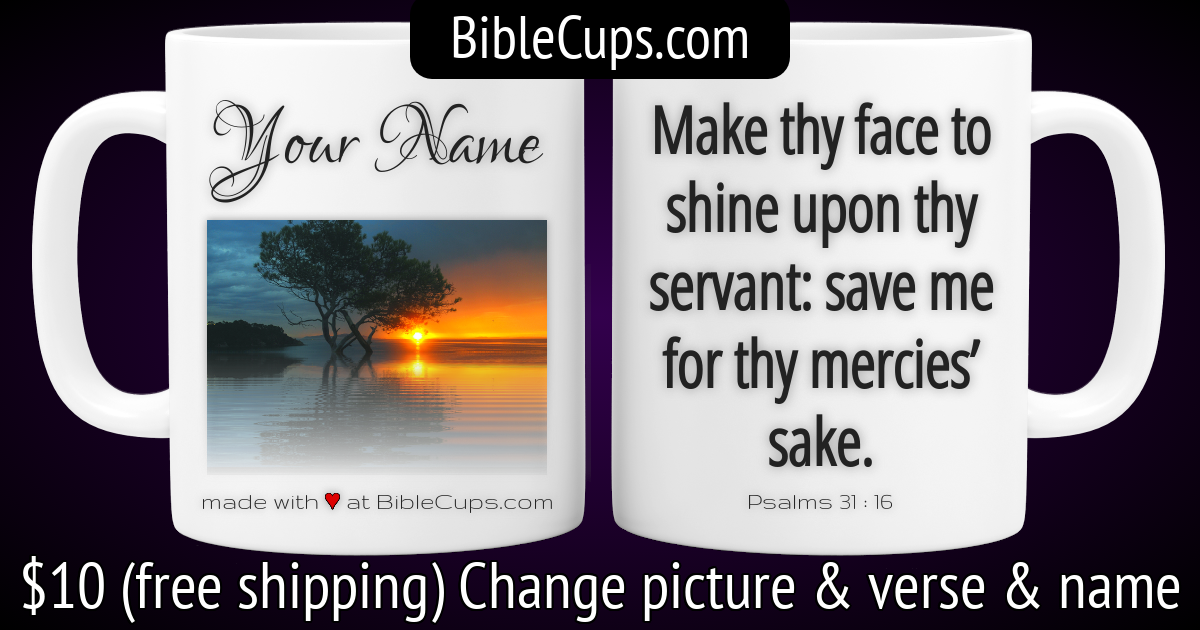 BibleCups.com
Your Name
made with ♥ at BibleCups.com
Make thy face to
shine upon thy
servant: save me
for thy mercies’
sake.
Psalms 31 : 16
$10 (free shipping) Change picture & verse & name